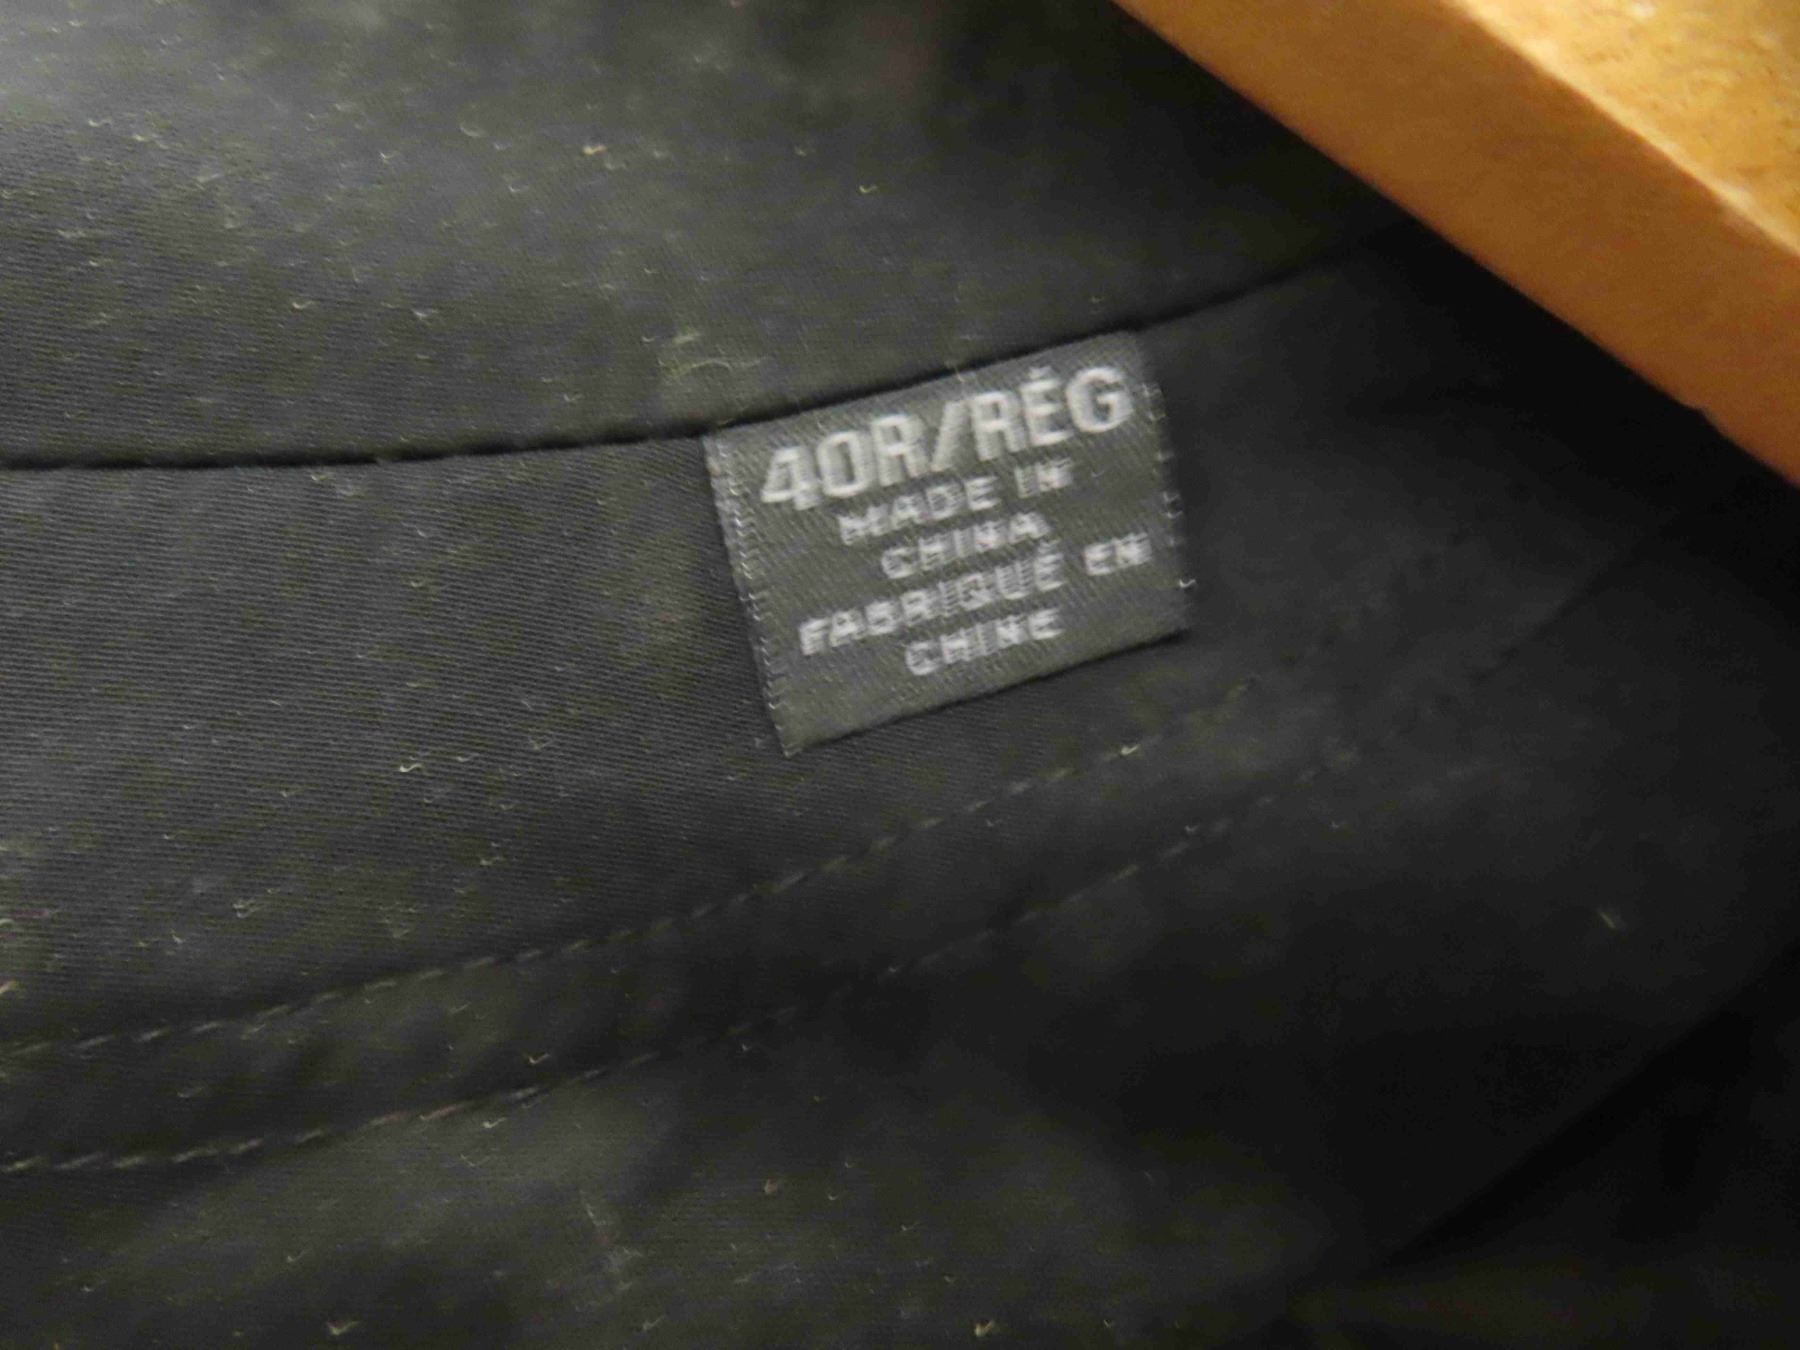 40R/RÉG
MADE IN
CHINA
FABRIQUÉ EN
CHINE